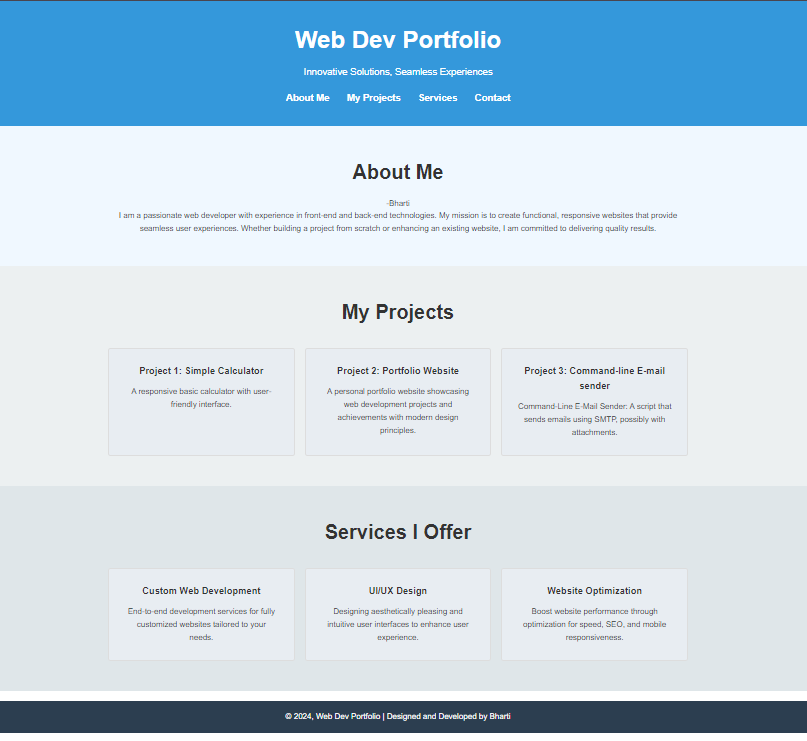 Web Dev Portfolio
Innovative Solutions, Seamless Experiences
About Me My Projects Services Contact
About Me
-Bharti
I am a passionate web developer with experience in front-end and back-end technologies. My mission is to create functional, responsive websites that provide
seamless user experiences. Whether building a project from scratch or enhancing an existing website, I am committed to delivering quality results.
My Projects
Project 1: Simple Calculator
A responsive basic calculator with user-
friendly interface.
Project 2: Portfolio Website
A personal portfolio website showcasing
web development projects and
achievements with modern design
principles.
Project 3: Command-line E-mail
sender
Command-Line E-Mail Sender: A script that
sends emails using SMTP, possibly with
attachments.
Services I Offer
Custom Web Development
End-to-end development services for fully
customized websites tailored to your
needs.
UI/UX Design
Designing aesthetically pleasing and
intuitive user interfaces to enhance user
experience.
Website Optimization
Boost website performance through
optimization for speed, SEO, and mobile
responsiveness.
© 2024, Web Dev Portfolio | Designed and Developed by Bharti